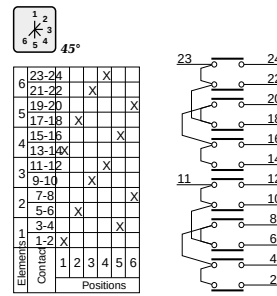 1
2
3
4
5
6
45°
6 23-24 X
21-22 X
5 19-20 X
17-18 X
4 15-16 X
13-14 X
3 11-12 X
9-10 X
2 7-8 X
5-6 X
1 3-4 X
1-2 X
Elements Contact 1 2 3 4 5 6
Positions
23 24
22
20
18
16
14
11 12
10
8
6
4
2